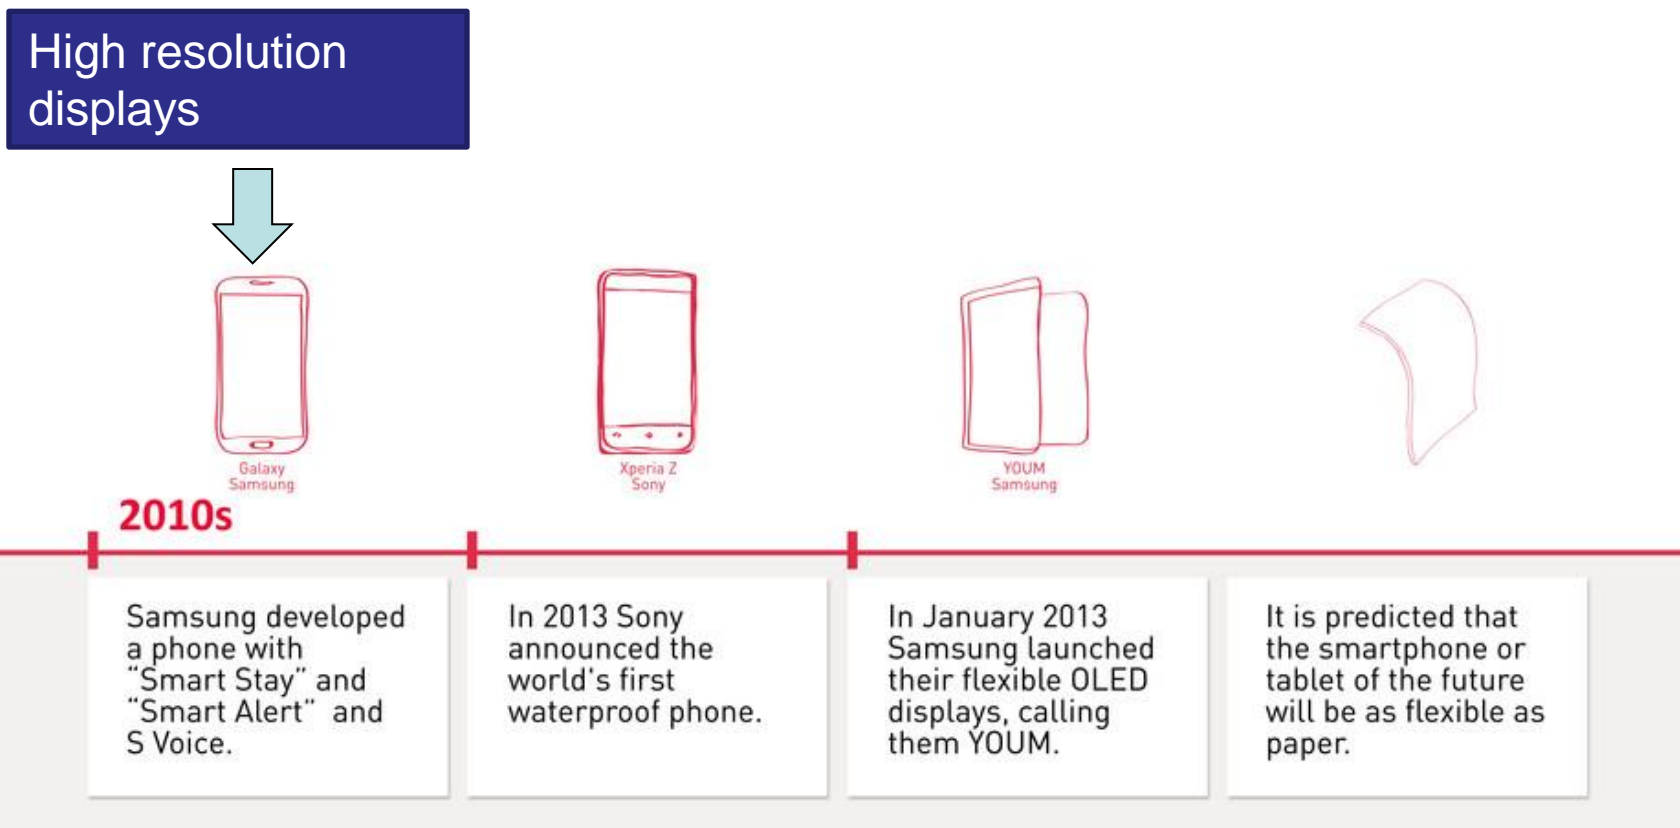 High resolution
displays
Galaxy
Samsung
Xperia Z
Sony
YOUM
Samsung
2010s
Samsung developed
a phone with
“Smart Stay” and
“Smart Alert”  and
S Voice.
In 2013 Sony
announced the
world's first
waterproof phone.
In January 2013
Samsung launched
their flexible OLED
displays, calling
them YOUM.
It is predicted that
the smartphone or
tablet of the future
will be as flexible as
paper.